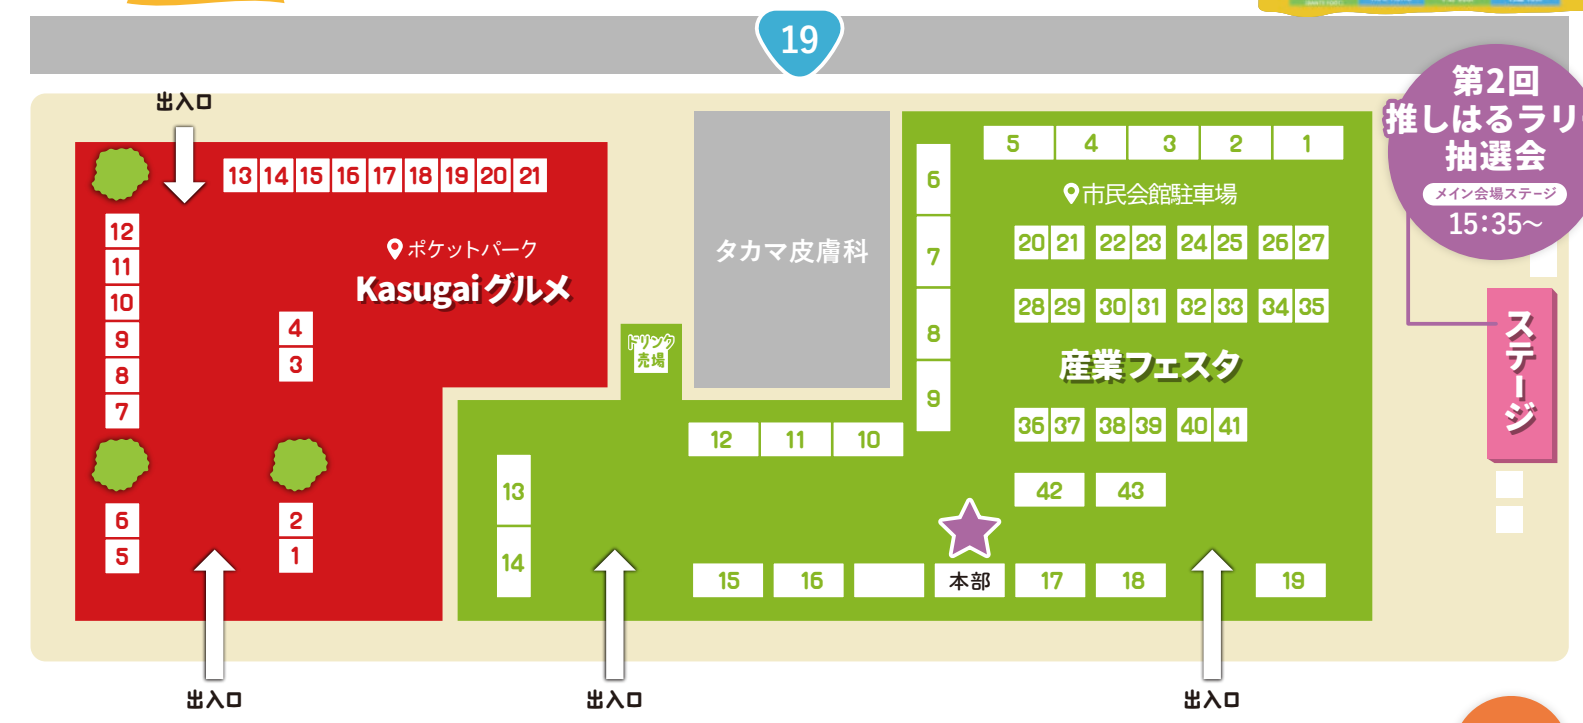 19
出入口
第2回
推しはるラリー
抽選会
メイン会場ステージ
15:35〜
13 14 15 16 17 18 19 20 21
12
11
10
9
8
7
ポケットパーク
Kasugaiグルメ
4
3
6
5
2
1
ドリンク
売場
タカマ皮膚科
5 4 3 2 1
6
7
8
9
市民会館駐車場
20 21 22 23 24 25 26 27
28 29 30 31 32 33 34 35
産業フェスタ
36 37 38 39 40 41
42 43
12 11 10
13
14
15 16 本部 17 18 19
ステージ
出入口
出入口
出入口